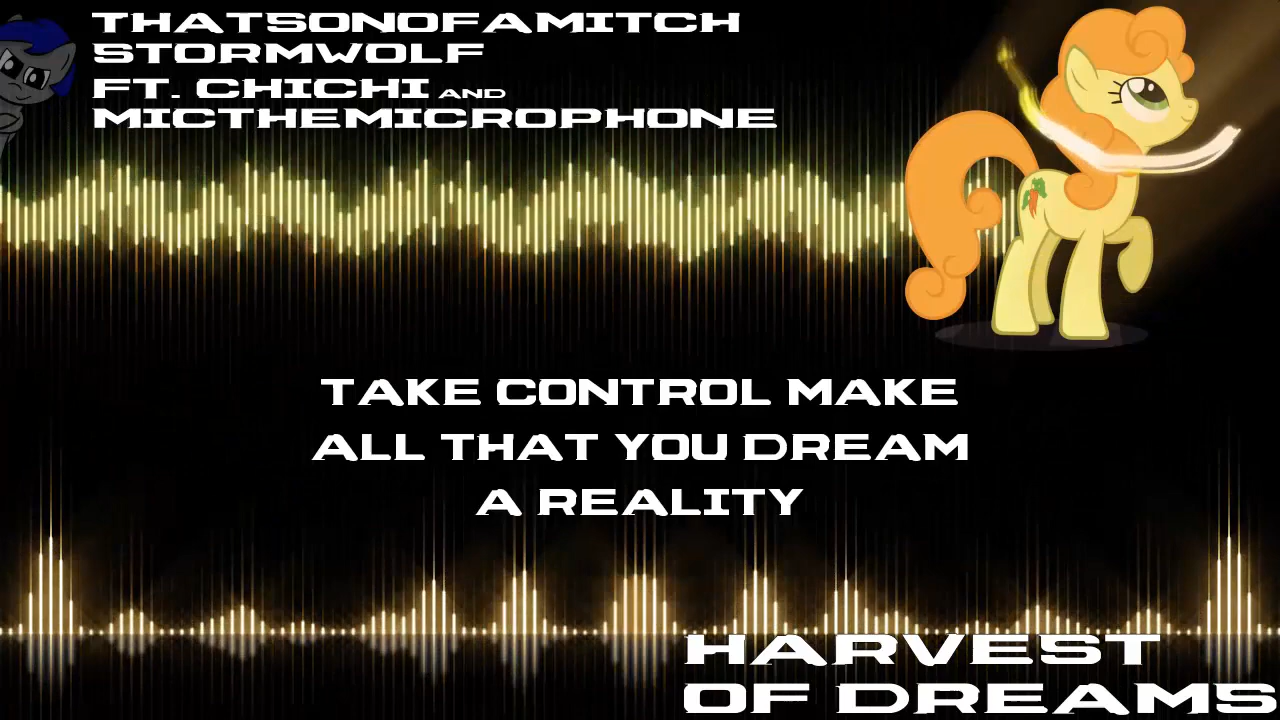 THATSONOFAMITCH
STORMWOLF
FT. CHICHI AND
MICTHEMICROPHONE
TAKE CONTROL MAKE
ALL THAT YOU DREAM
A REALITY
HARVEST
OF DREAMS